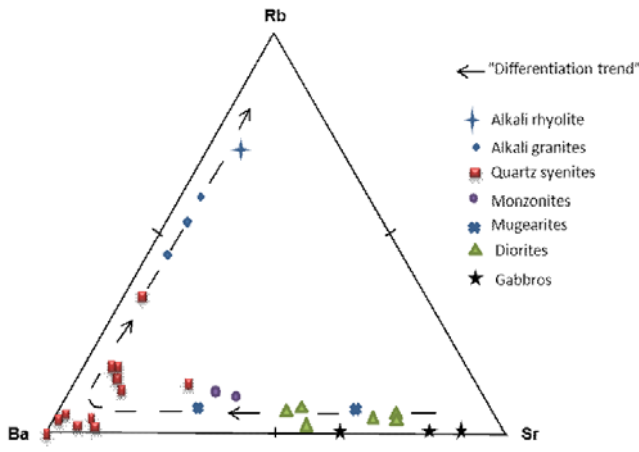 Rb
"Differentiation trend"
Alkali rhyolite
Alkali granites
Quartz syenites
Monzonites
Mugearites
Diorites
Gabbros
Ba
Sr